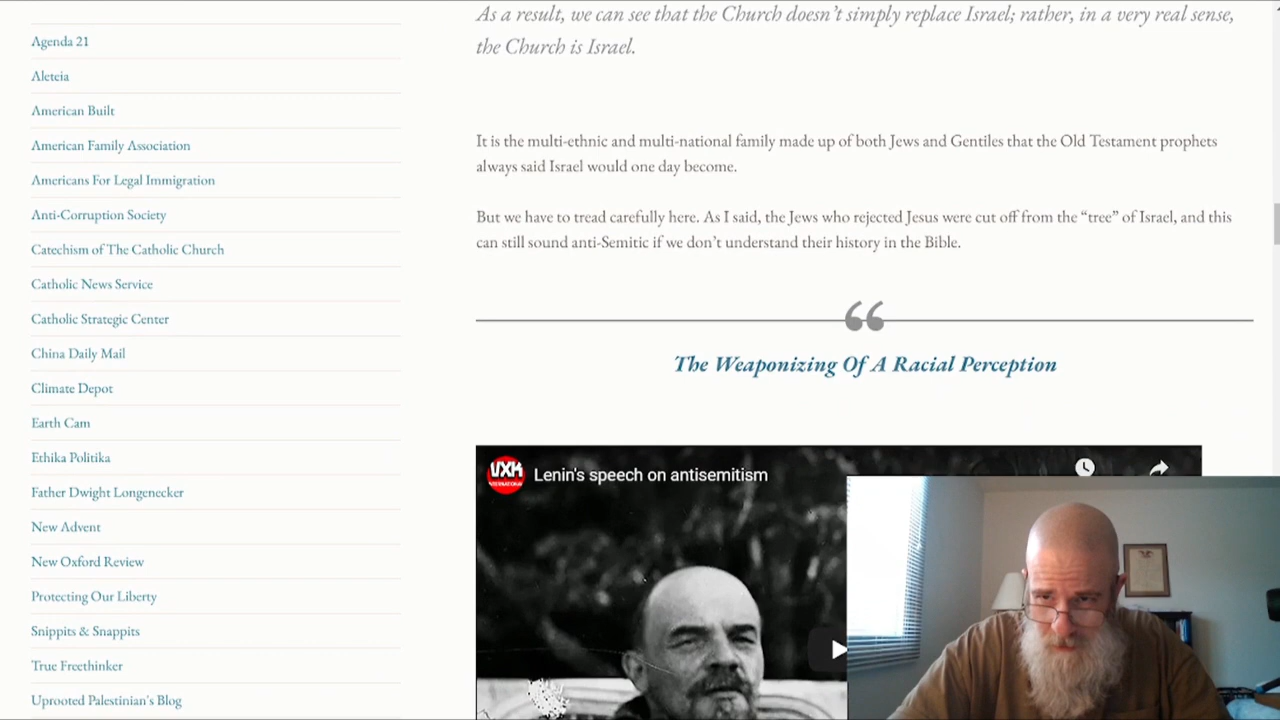 As a result, we can see that the Church doesn’t simply replace Israel; rather, in a very real sense,
the Church is Israel.
Agenda 21
Aleteia
American Built
American Family Association
Americans For Legal Immigration
Anti-Corruption Society
Catechism of The Catholic Church
Catholic News Service
Catholic Strategic Center
China Daily Mail
Climate Depot
Earth Cam
Ethika Politika
Father Dwight Longenecker
New Advent
New Oxford Review
Protecting Our Liberty
Snippits & Snappits
True Freethinker
Uprooted Palestinian's Blog
It is the multi-ethnic and multi-national family made up of both Jews and Gentiles that the Old Testament prophets
always said Israel would one day become.
But we have to tread carefully here. As I said, the Jews who rejected Jesus were cut off from the “tree” of Israel, and this
can still sound anti-Semitic if we don’t understand their history in the Bible.
“
The Weaponizing Of A Racial Perception
Lenin's speech on antisemitism